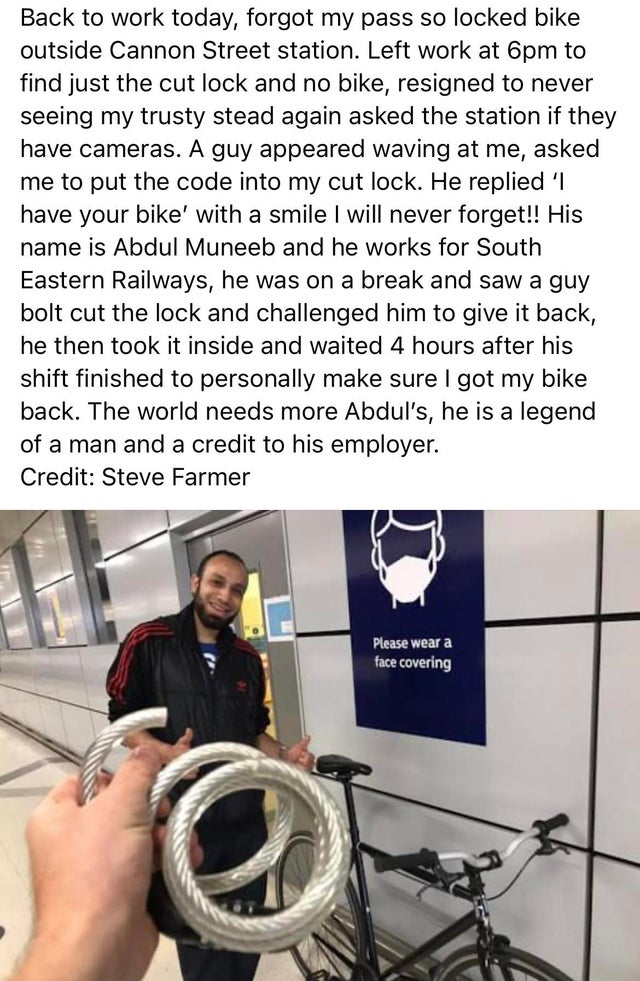 Back to work today, forgot my pass so locked bike
outside Cannon Street station. Left work at 6pm to
find just the cut lock and no bike, resigned to never
seeing my trusty stead again asked the station if they
have cameras. A guy appeared waving at me, asked
me to put the code into my cut lock. He replied ‘I
have your bike’ with a smile I will never forget!! His
name is Abdul Muneeb and he works for South
Eastern Railways, he was on a break and saw a guy
bolt cut the lock and challenged him to give it back,
he then took it inside and waited 4 hours after his
shift finished to personally make sure I got my bike
back. The world needs more Abdul’s, he is a legend
of a man and a credit to his employer.
Credit: Steve Farmer
Please wear a
face covering